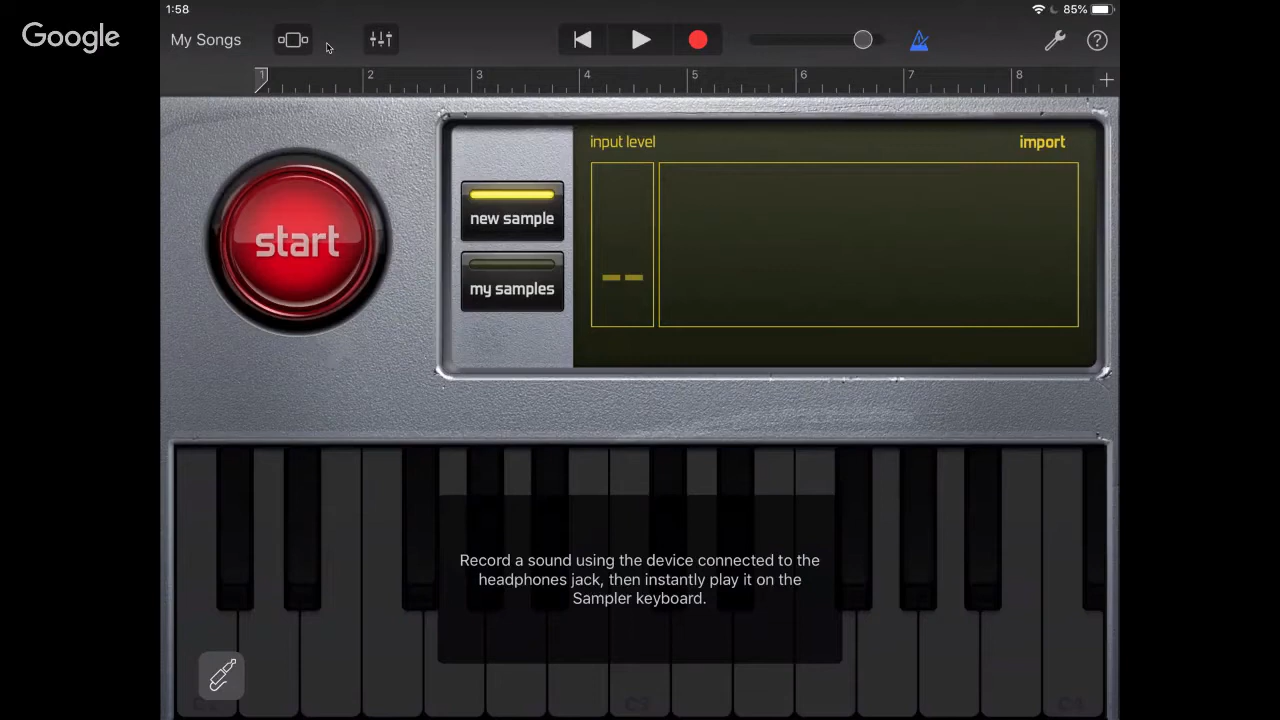 1:58
85%
Google
My Songs
1 2 3 4 5 6 7 8
input level
import
start
new sample
my samples
Record a sound using the device connected to the
headphones jack, then instantly play it on the
Sampler keyboard.
C3
C4